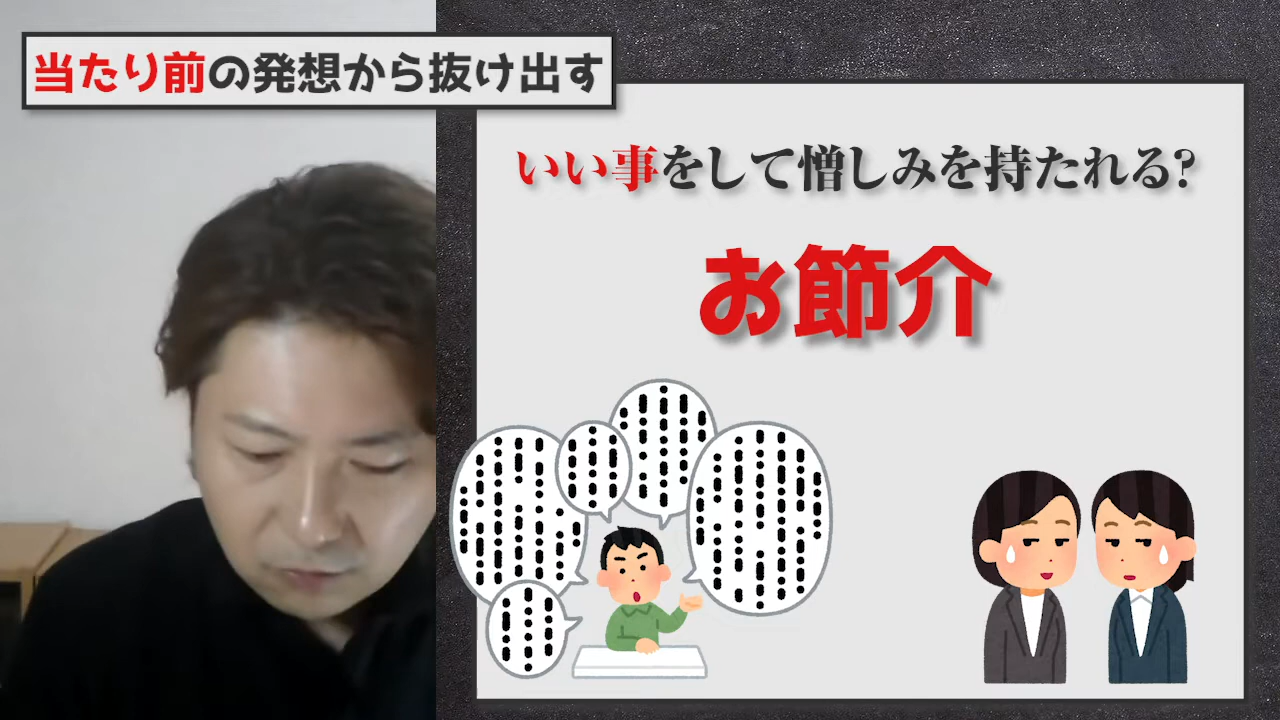 当たり前の発想から抜け出す
いい事をして憎しみを持たれる?
お節介